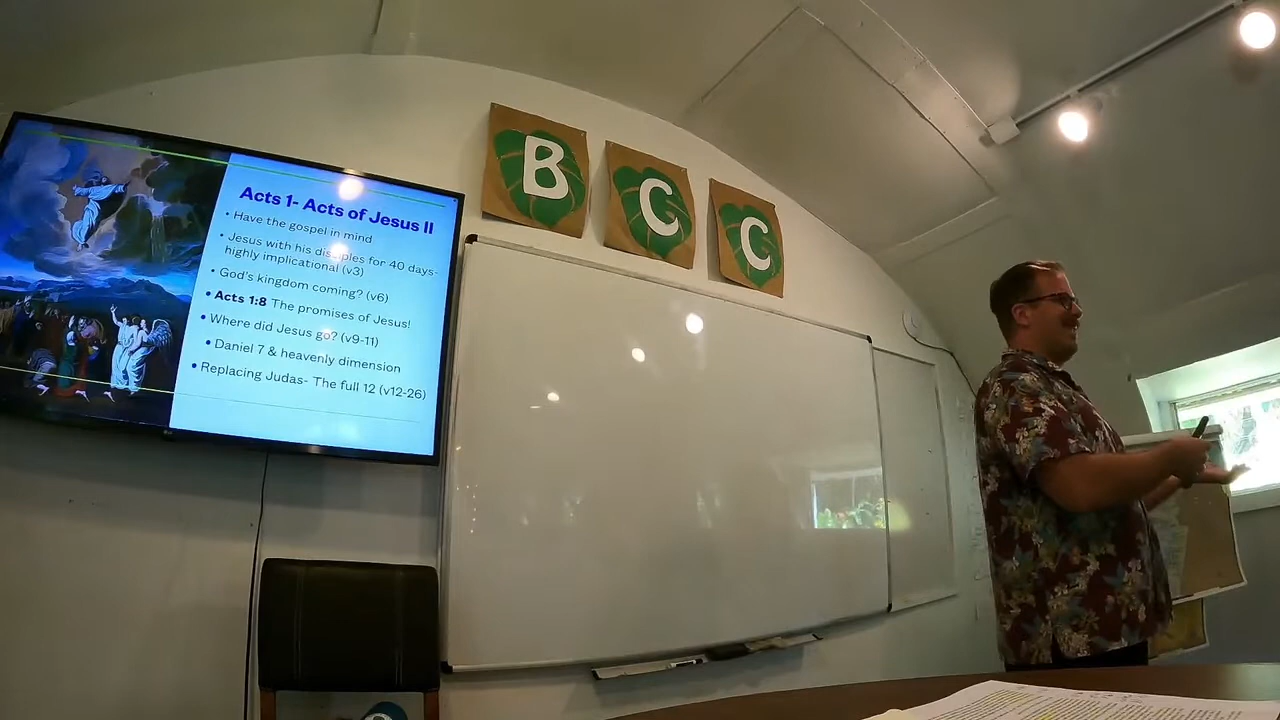 Acts 1- Acts of Jesus II
• Have the gospel in mind
• Jesus with his disciples for 40 days-
highly implicational (v3)
• God's kingdom coming? (v6)
• Acts 1:8 The promises of Jesus!
• Where did Jesus go? (v9-11)
• Daniel 7 & heavenly dimension
• Replacing Judas- The full 12 (v12-26)
B C C